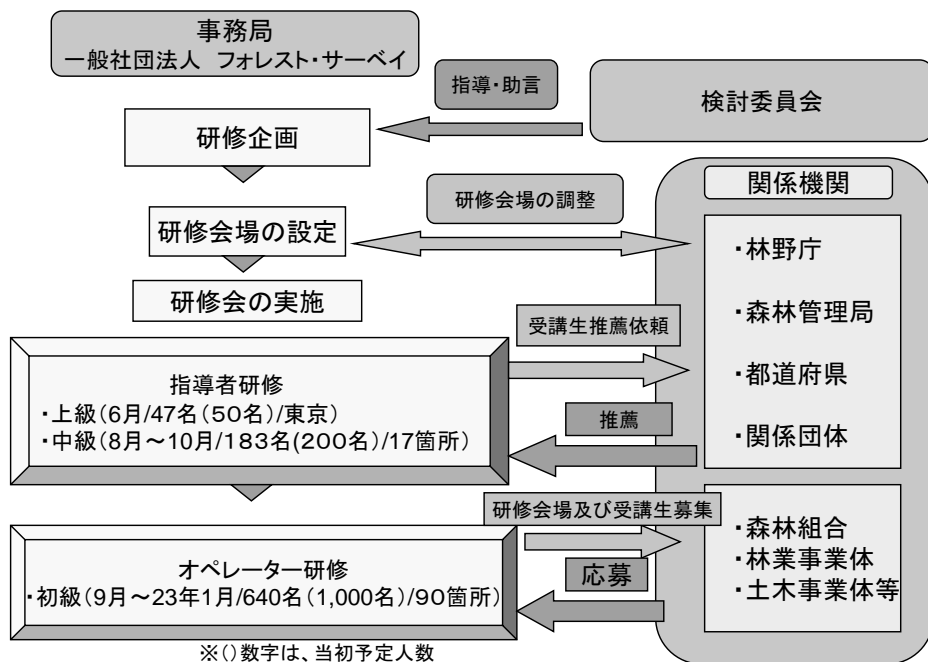 事務局
一般社団法人　フォレスト・サーベイ
指導・助言
検討委員会
研修企画
関係機関
研修会場の調整
研修会場の設定
・林野庁
研修会の実施
・森林管理局
受講生推薦依頼
・都道府県
指導者研修
・上級（6月/47名（50名）/東京）
・中級（8月～10月/183名(200名）/17箇所）
推薦
・関係団体
研修会場及び受講生募集
・森林組合
・林業事業体
・土木事業体等
応募
オペレーター研修
・初級（9月～23年1月/640名（1,000名）/90箇所）
※（）数字は、当初予定人数